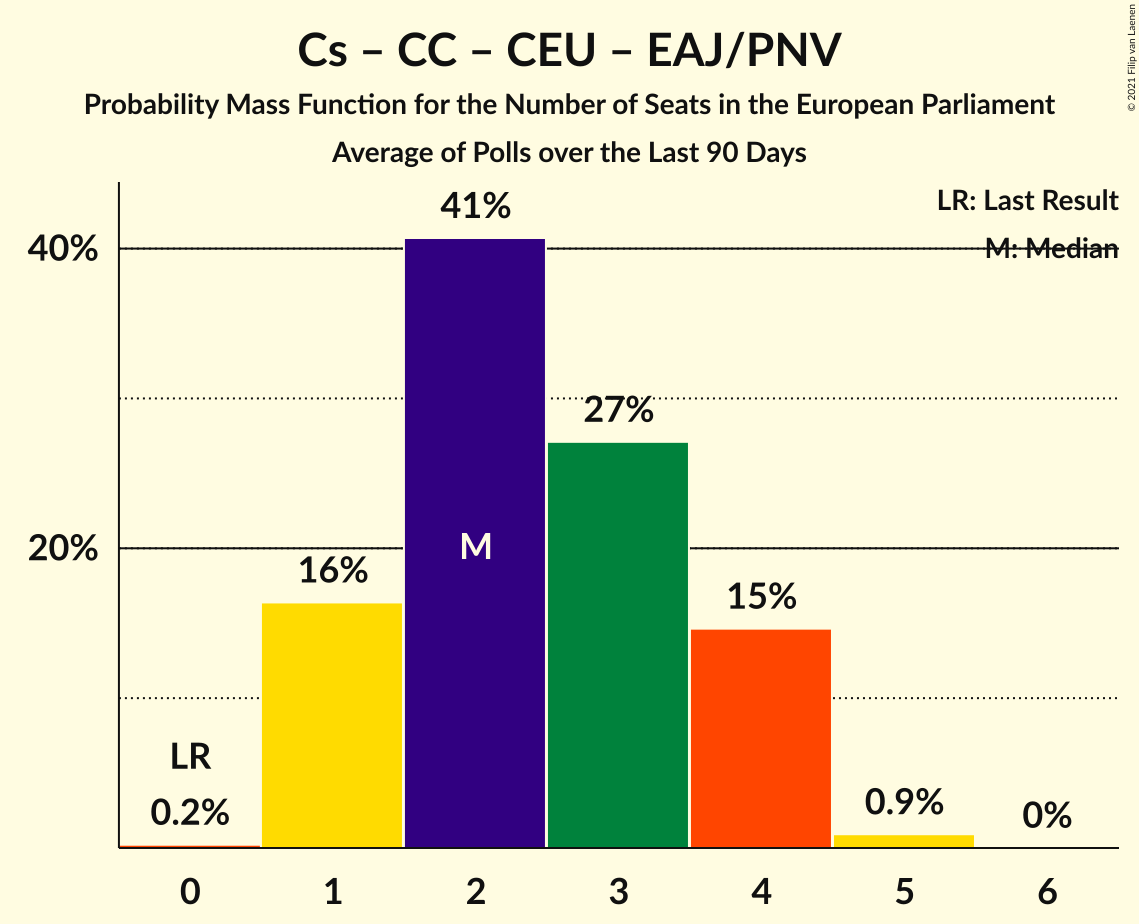 Cs – CC – CEU – EAJ/PNV
Probability Mass Function for the Number of Seats in the European Parliament
Average of Polls over the Last 90 Days
© 2021 Filip van Laenen
LR: Last Result
M: Median
40%
20%
41%
27%
16%
15%
M
LR
0.2%
0.9%
0%
0 1 2 3 4 5 6